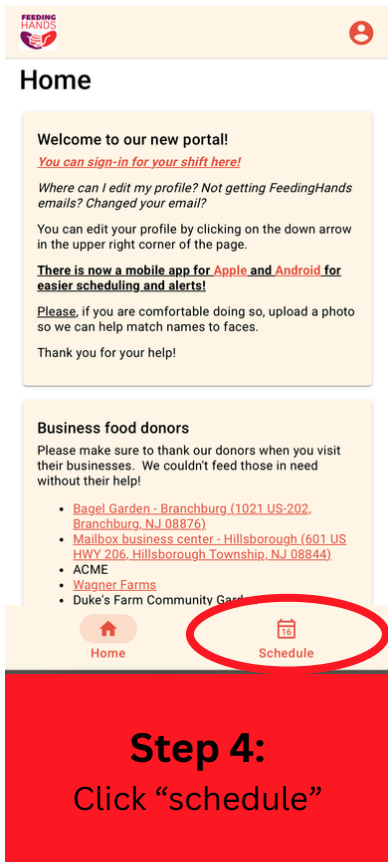 FEEDING
HANDS
Home
Welcome to our new portal!
You can sign-in for your shift here!
Where can I edit my profile? Not getting FeedingHands
emails? Changed your email?
You can edit your profile by clicking on the down arrow
in the upper right corner of the page.
There is now a mobile app for Apple and Android for
easier scheduling and alerts!
Please, if you are comfortable doing so, upload a photo
so we can help match names to faces.
Thank you for your help!
Business food donors
Please make sure to thank our donors when you visit
their businesses.  We couldn't feed those in need
without their help!
• Bagel Garden - Branchburg (1021 US-202,
Branchburg, NJ 08876)
• Mailbox business center - Hillsborough (601 US
HWY 206, Hillsborough Township, NJ 08844)
• ACME
• Wagner Farms
• Duke's Farm Community
16
Home
Schedule
Step 4:
Click “schedule”